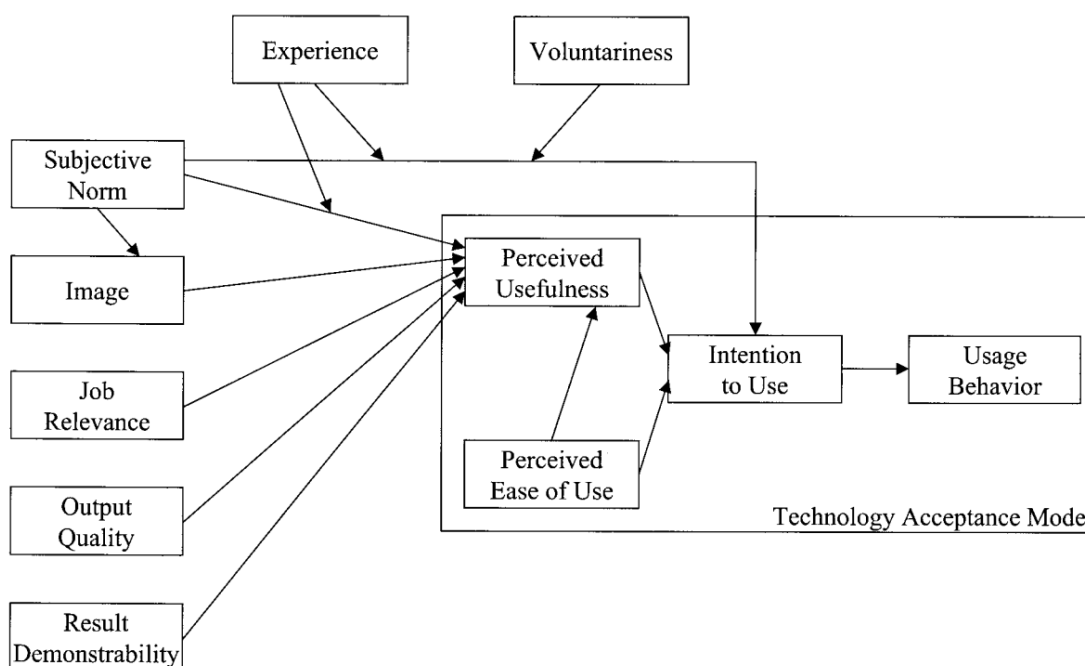 Experience
Voluntariness
Subjective
Norm
Image
Perceived
Usefulness
Job
Relevance
Intention
to Use
Usage
Behavior
Perceived
Ease of Use
Output
Quality
Technology Acceptance Mode
Result
Demonstrability